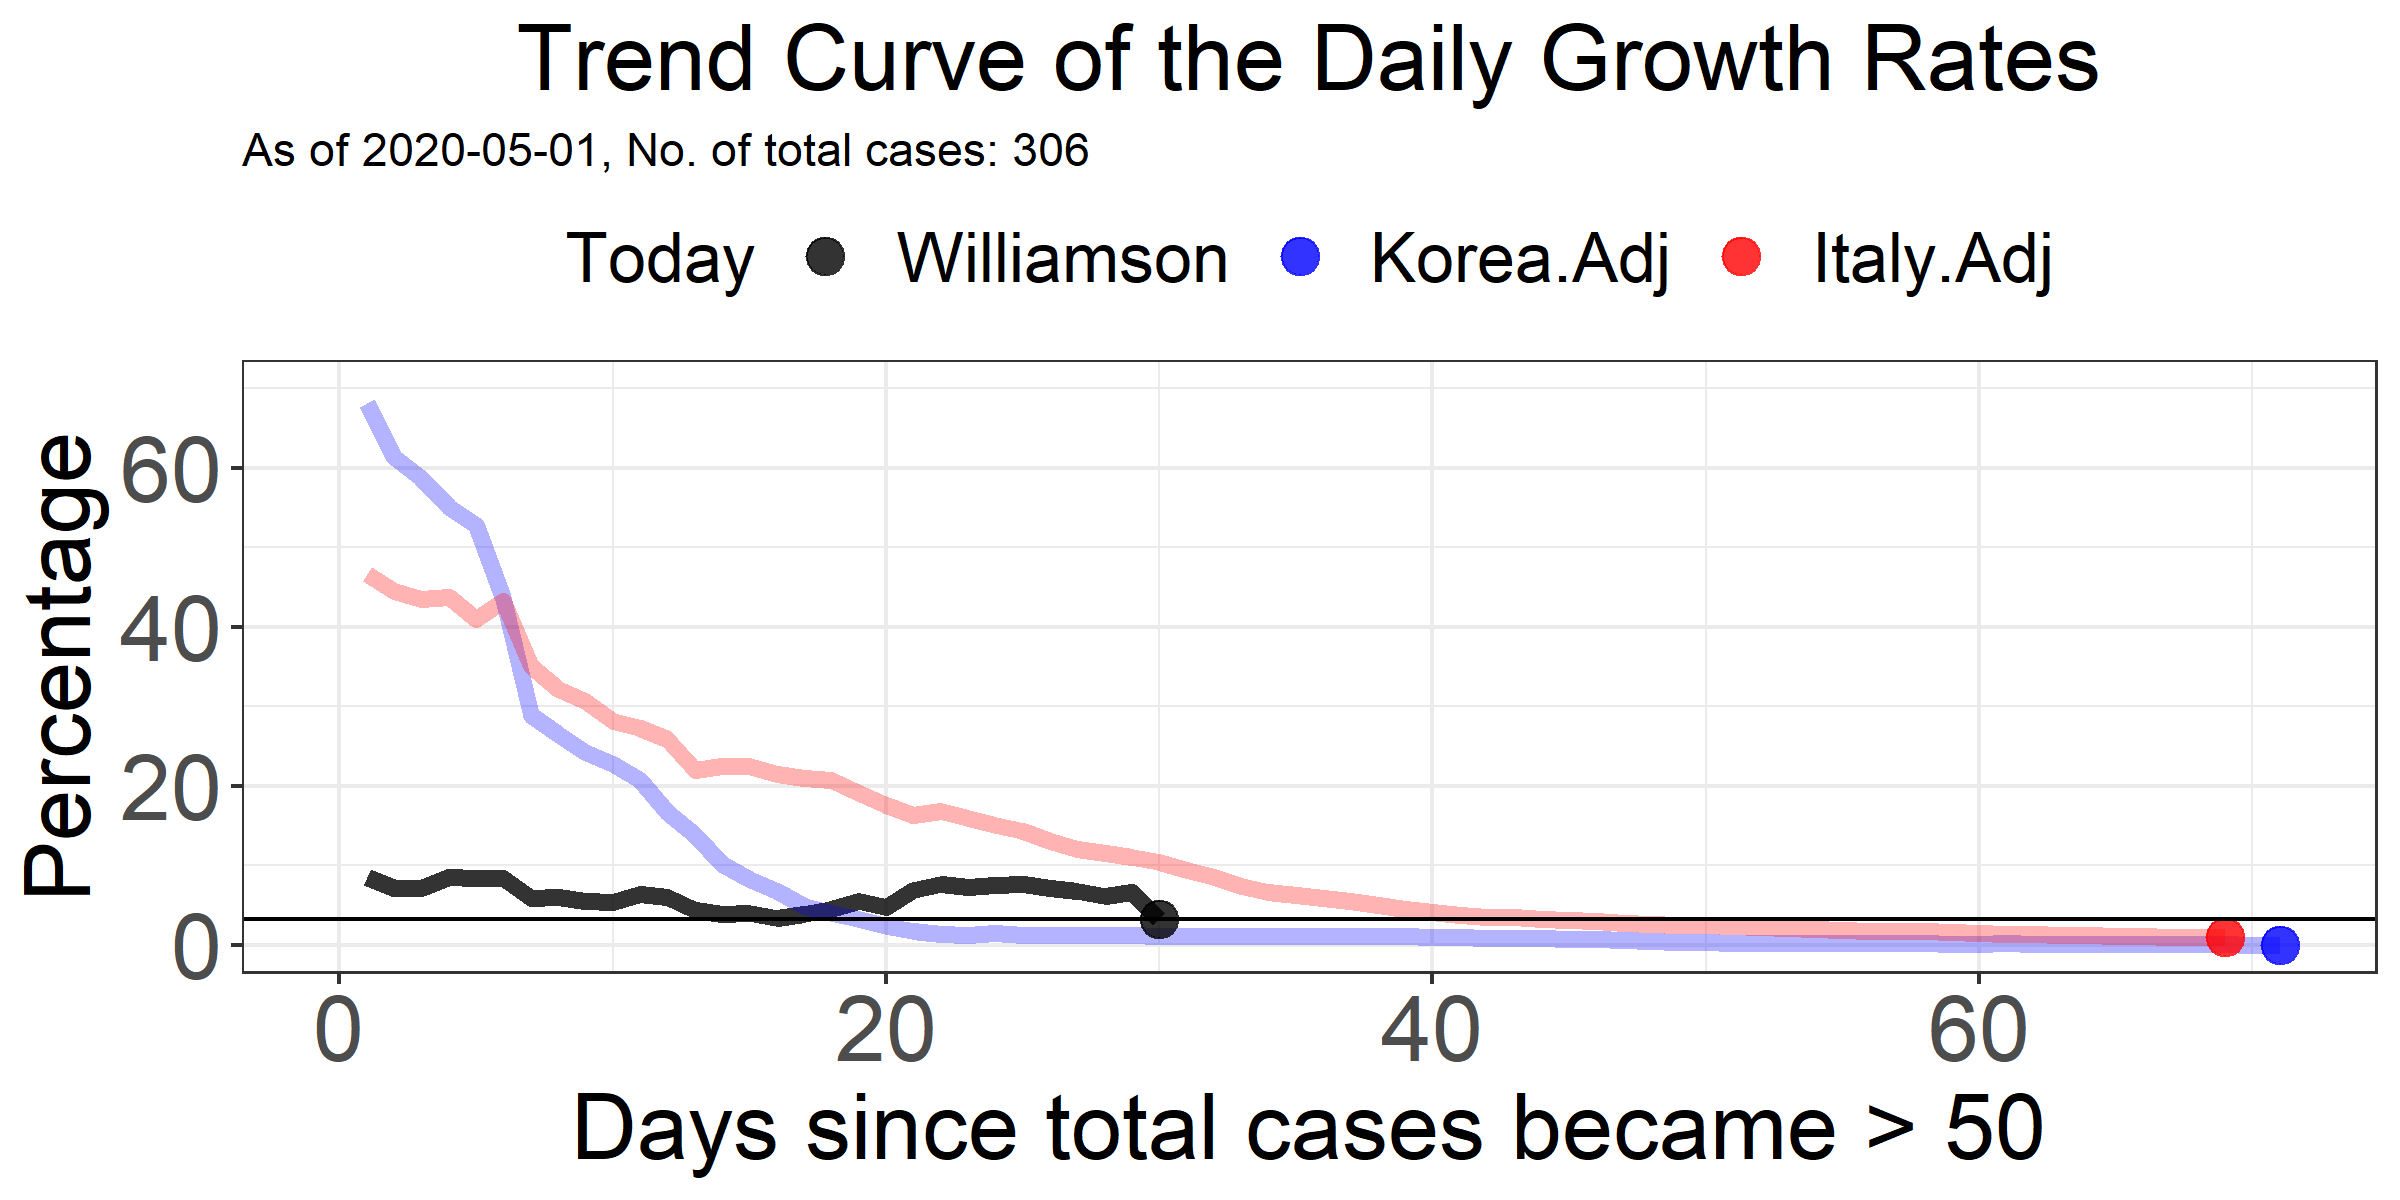 Trend Curve of the Daily Growth Rates
As of 2020-05-01, No. of total cases: 306
Today Williamson Korea.Adj Italy.Adj
Percentage
60
40
20
0
0 20 40 60
Days since total cases became > 50